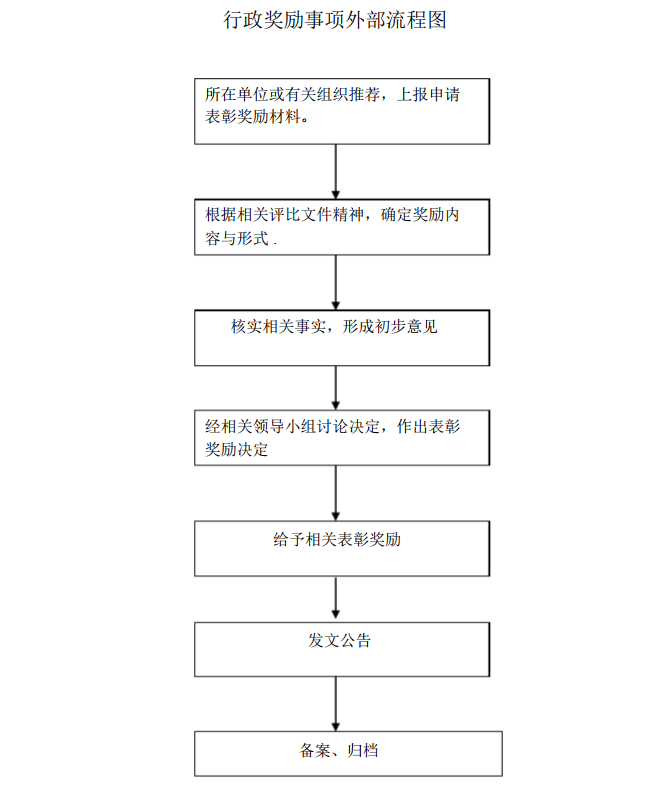 行政奖励事项外部流程图
所在单位或有关组织推荐，上报申请
表彰奖励材料。
根据相关评比文件精神，确定奖励内
容与形式 .
核实相关事实，形成初步意见
经相关领导小组讨论决定，作出表彰
奖励决定
给予相关表彰奖励
发文公告
备案、归档